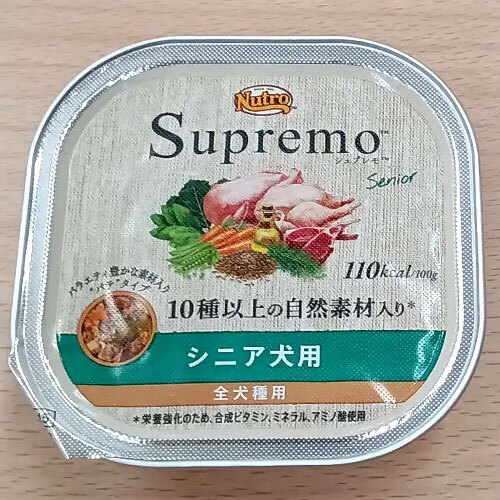 Nutro
Supremo™
シュプレモ™
Senior
110kcal/100g
バラエティ豊かな素材入り
"パテ"タイプ
10種以上の自然素材入り*
シニア犬用
全犬種用
*栄養強化のため、合成ビタミン、ミネラル、アミノ酸使用